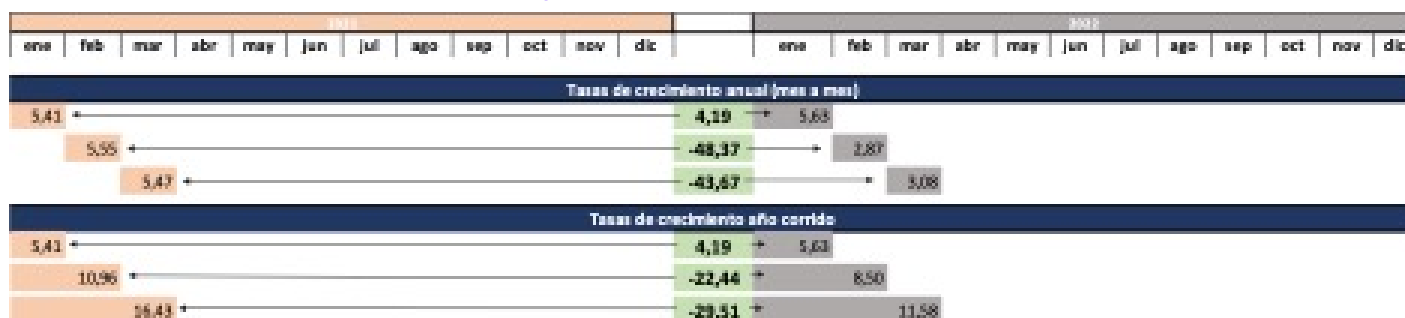 2021 2022
ene feb mar abr may jun jul ago sep oct nov dic ene feb mar abr may jun jul ago sep oct nov dic
Tasas de crecimiento anual (mes a mes)
5,41 4,19 5,63
5,55 -48,37 2,87
5,47 -43,67 3,08
Tasas de crecimiento año corrido
5,41 4,19 5,63
10,96 -22,44 8,50
16,43 -29,51 11,58